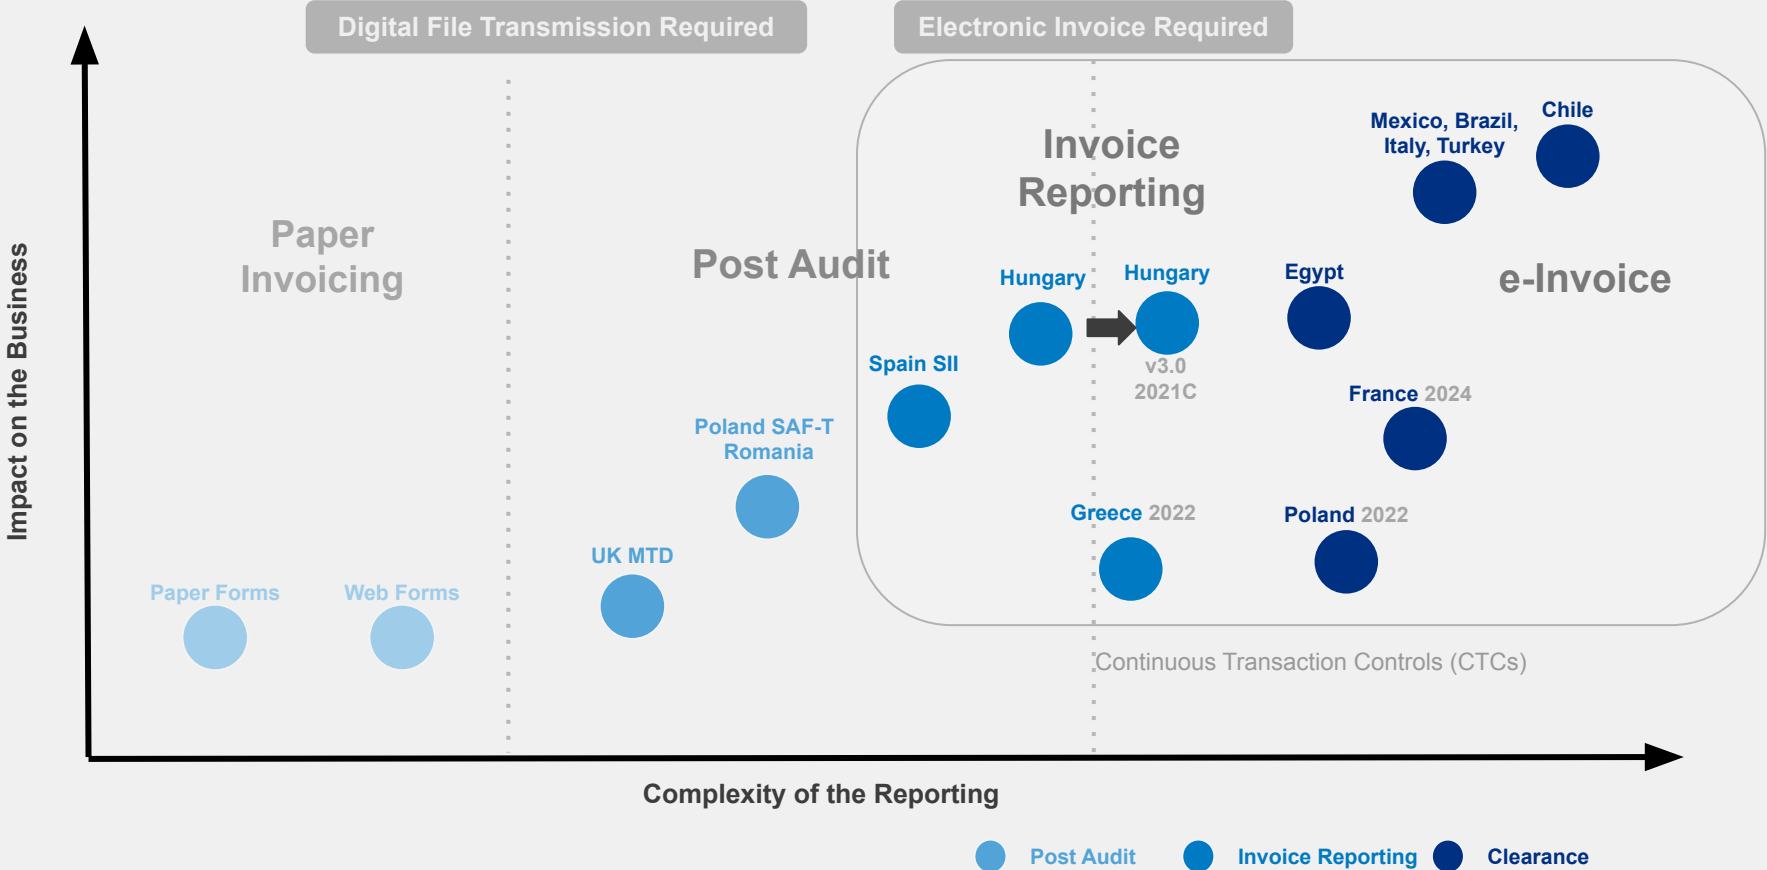 Digital File Transmission Required
Electronic Invoice Required
Impact on the Business
Paper
Invoicing
Post Audit
Invoice
Reporting
e-Invoice
Mexico, Brazil,
Italy, Turkey
Chile
Hungary
Hungary
v3.0
2021C
Egypt
Spain SII
France 2024
Poland SAF-T
Romania
Greece 2022
Poland 2022
UK MTD
Paper Forms
Web Forms
Continuous Transaction Controls (CTCs)
Complexity of the Reporting
Post Audit
Invoice Reporting
Clearance